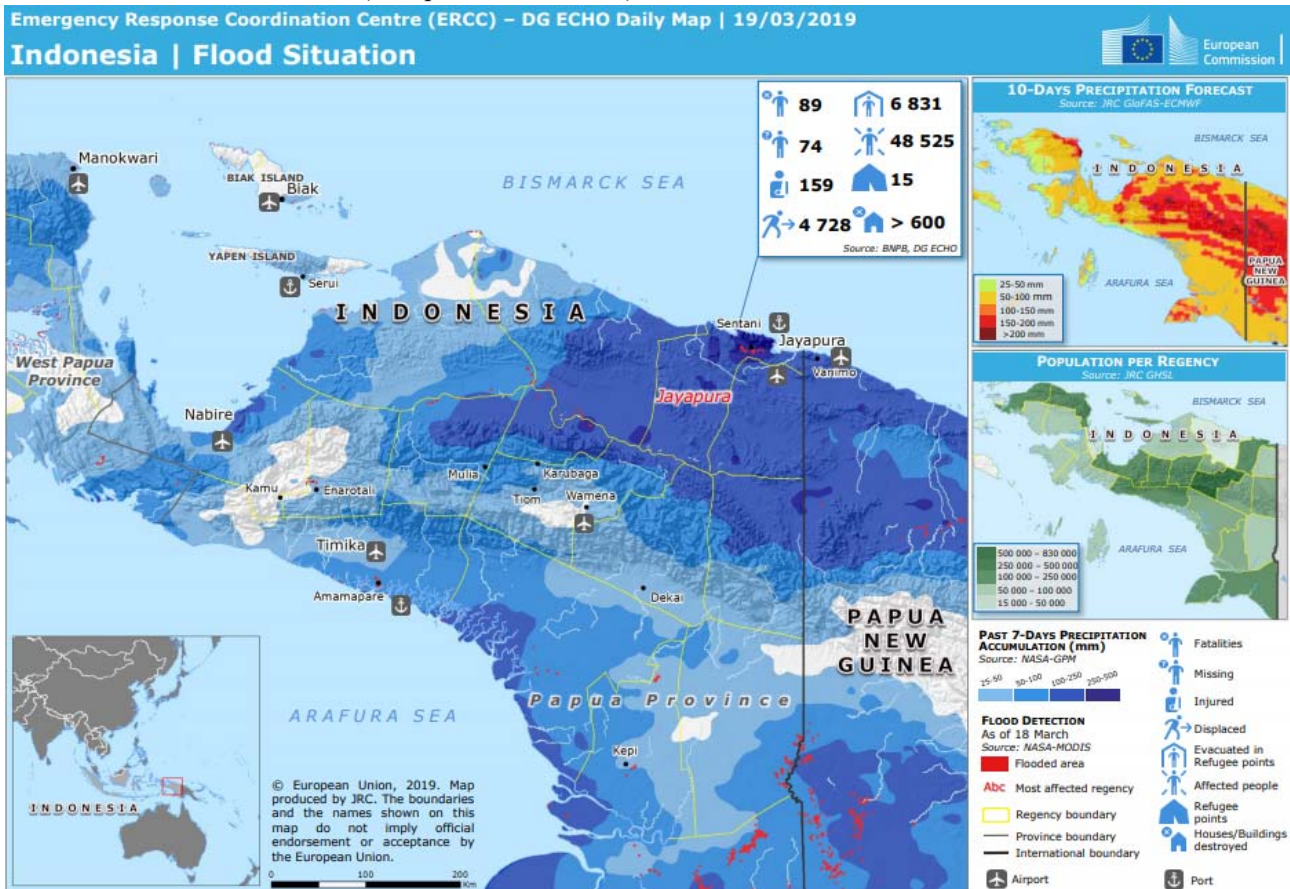 Emergency Response Coordination Centre (ERCC) – DG ECHO Daily Map | 19/03/2019
Indonesia | Flood Situation
European
Commission
89
6 831
74
48 525
159
15
4 728
> 600
Source: BNPB, DG ECHO
Manokwari
BIAK ISLAND
Biak
BISMARCK SEA
YAPEN ISLAND
Serui
INDONESIA
Sentani
Jayapura
Vanimo
West Papua
Province
Jayapura
Nabire
Mulia
Karubaga
Kamu
Enarotali
Tiom
Wamena
Timika
Amamapare
Dekai
PAPUA
NEW
GUINEA
Papua Province
ARAFURA SEA
Kepi
INDONESIA
© European Union, 2019. Map
produced by JRC. The boundaries
and the names shown on this
map do not imply official
endorsement or acceptance by
the European Union.
0 100 200
Km
10-DAYS PRECIPITATION FORECAST
Source: JRC GloFAS-ECMWF
BISMARCK SEA
INDONESIA
ARAFURA SEA
PAPUA
NEW
GUINEA
25-50 mm
50-100 mm
100-150 mm
150-200 mm
>200 mm
POPULATION PER REGENCY
Source: JRC GHSL
BISMARCK SEA
INDONESIA
ARAFURA SEA
500 000 – 830 000
250 000 – 500 000
100 000 – 250 000
50 000 – 100 000
15 000 - 50 000
PAST 7-DAYS PRECIPITATION
ACCUMULATION (mm)
Source: NASA-GPM
25-50 50-100 100-250 250-500
FLOOD DETECTION
As of 18 March
Source: NASA-MODIS
Flooded area
Abc Most affected regency
Regency boundary
Province boundary
International boundary
Airport
Fatalities
Missing
Injured
Displaced
Evacuated in
Refugee points
Affected people
Refugee
points
Houses/Buildings
destroyed
Port